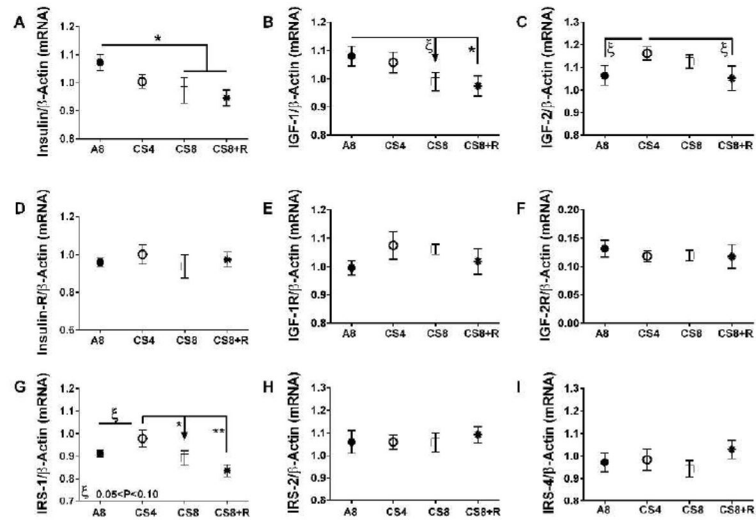 A
Insulin/β-Actin (mRNA)
1.2
1.1
1.0
0.9
0.8
*
A8 CS4 CS8 CS8+R
B
IGF-1/β-Actin (mRNA)
1.2
1.1
1.0
0.9
0.8
ξ
*
A8 CS4 CS8 CS8+R
C
IGF-2/β-Actin (mRNA)
1.3
1.2
1.1
1.0
0.9
0.8
ξ ξ
A8 CS4 CS8 CS8+R
D
Insulin-R/β-Actin (mRNA)
1.2
1.0
0.8
0.6
A8 CS4 CS8 CS8+R
E
IGF-1R/β-Actin (mRNA)
1.2
1.1
1.0
0.9
0.8
A8 CS4 CS8 CS8+R
F
IGF-2R/β-Actin (mRNA)
0.20
0.15
0.10
0.05
0.00
A8 CS4 CS8 CS8+R
G
IRS-1/β-Actin (mRNA)
1.2
1.1
1.0
0.9
0.8
0.7
ξ
*
**
ξ 0.05<P<0.10
A8 CS4 CS8 CS8+R
H
IRS-2/β-Actin (mRNA)
1.3
1.2
1.1
1.0
0.9
0.8
A8 CS4 CS8 CS8+R
I
IRS-4/β-Actin (mRNA)
1.2
1.1
1.0
0.9
0.8
A8 CS4 CS8 CS8+R